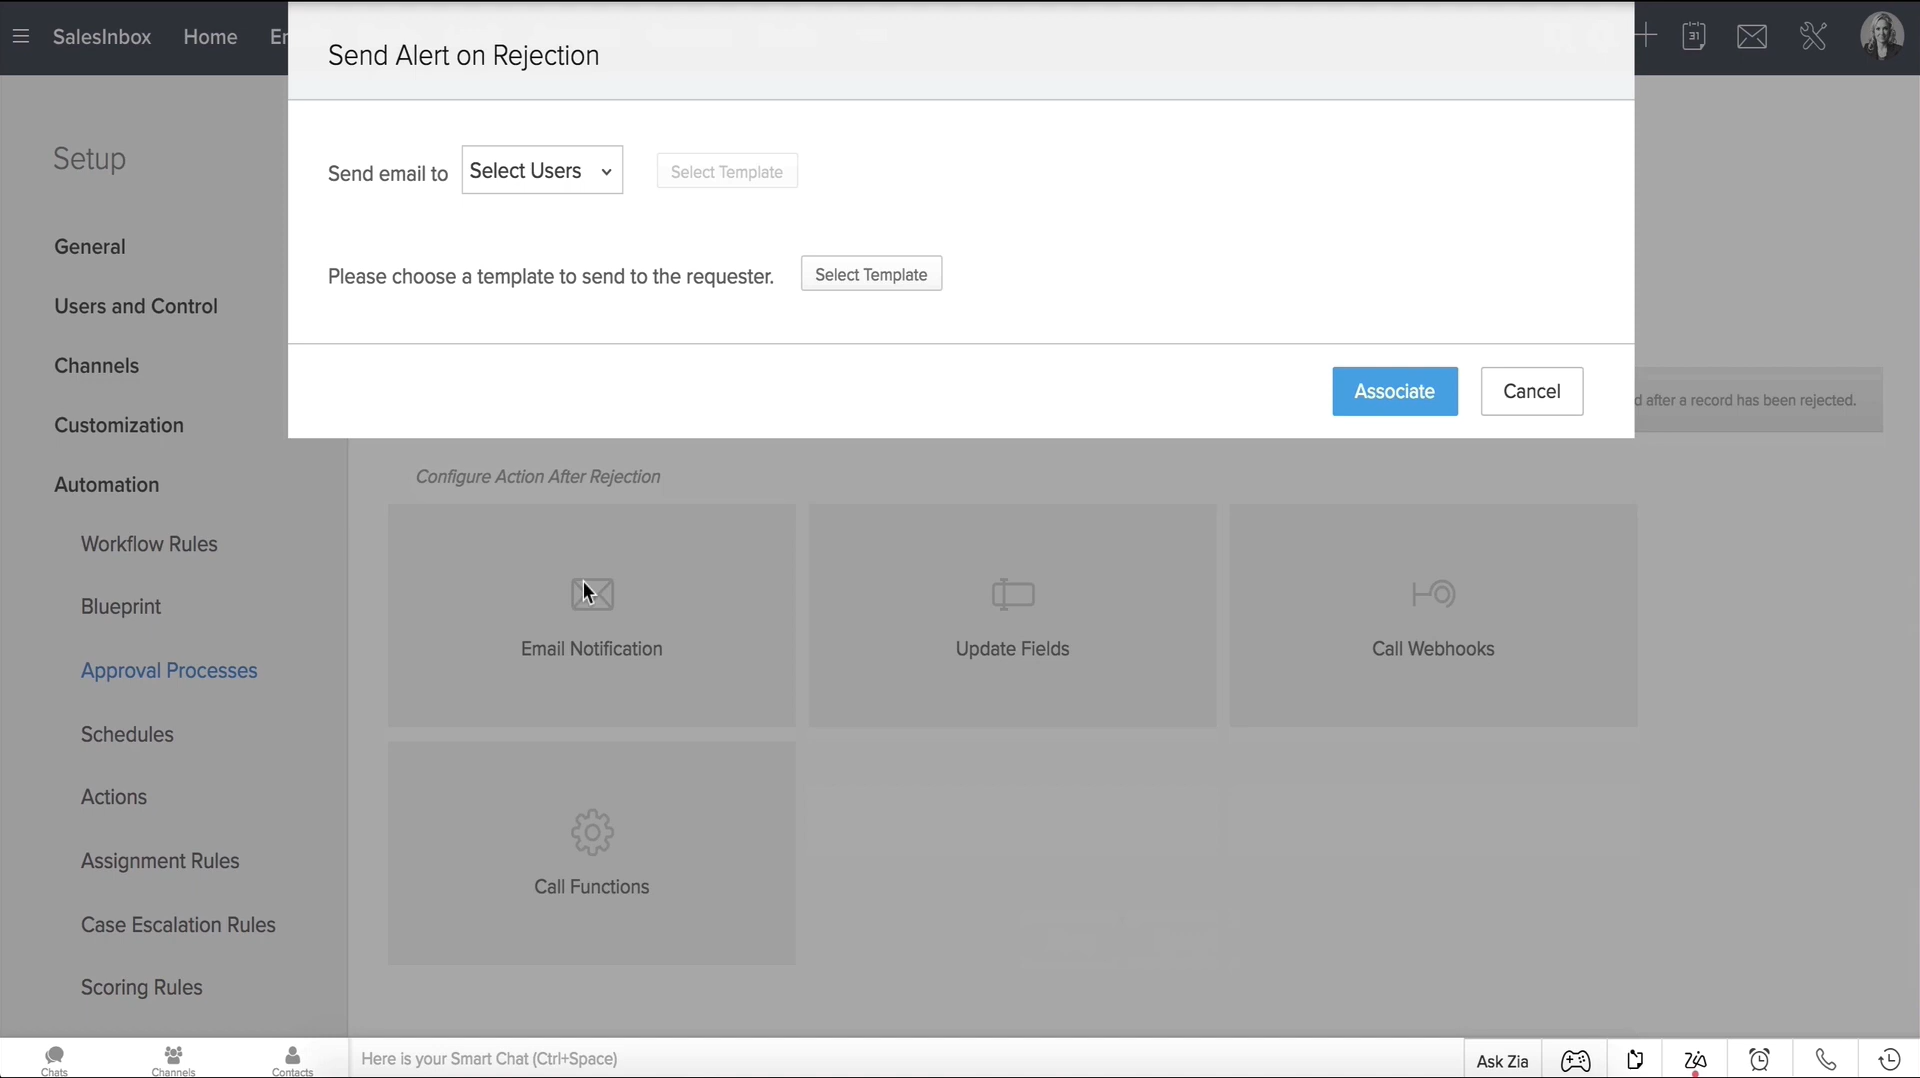 SalesInbox Home En
31
Send Alert on Rejection
Send email to Select Users Select Template
Please choose a template to send to the requester. Select Template
Associate Cancel
Setup
General
Users and Control
Channels
Customization
Automation
Workflow Rules
Blueprint
Approval Processes
Schedules
Actions
Assignment Rules
Case Escalation Rules
Scoring Rules
d after a record has been rejected.
Configure Action After Rejection
Email Notification
Update Fields
Call Webhooks
Call Functions
Chats Channels Contacts
Here is your Smart Chat (Ctrl+Space)
Ask Zia